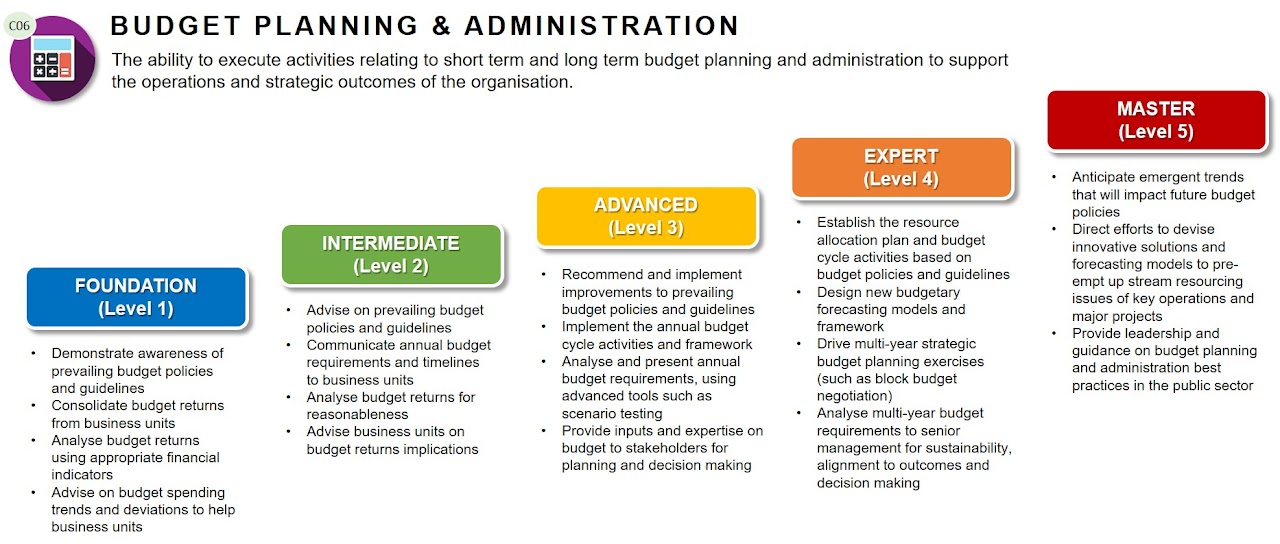 C06
BUDGET PLANNING & ADMINISTRATION
The ability to execute activities relating to short term and long term budget planning and administration to support
the operations and strategic outcomes of the organisation.
FOUNDATION
(Level 1)
• Demonstrate awareness of
prevailing budget policies
and guidelines
• Consolidate budget returns
from business units
• Analyse budget returns
using appropriate financial
indicators
• Advise on budget spending
trends and deviations to help
business units
INTERMEDIATE
(Level 2)
• Advise on prevailing budget
policies and guidelines
• Communicate annual budget
requirements and timelines
to business units
• Analyse budget returns for
reasonableness
• Advise business units on
budget returns implications
ADVANCED
(Level 3)
• Recommend and implement
improvements to prevailing
budget policies and guidelines
• Implement the annual budget
cycle activities and framework
• Analyse and present annual
budget requirements, using
advanced tools such as
scenario testing
• Provide inputs and expertise on
budget to stakeholders for
planning and decision making
EXPERT
(Level 4)
• Establish the resource
allocation plan and budget
cycle activities based on
budget policies and guidelines
• Design new budgetary
forecasting models and
framework
• Drive multi-year strategic
budget planning exercises
(such as block budget
negotiation)
• Analyse multi-year budget
requirements to senior
management for sustainability,
alignment to outcomes and
decision making
MASTER
(Level 5)
• Anticipate emergent trends
that will impact future budget
policies
• Direct efforts to devise
innovative solutions and
forecasting models to pre-
empt up stream resourcing
issues of key operations and
major projects
• Provide leadership and
guidance on budget planning
and administration best
practices in the public sector